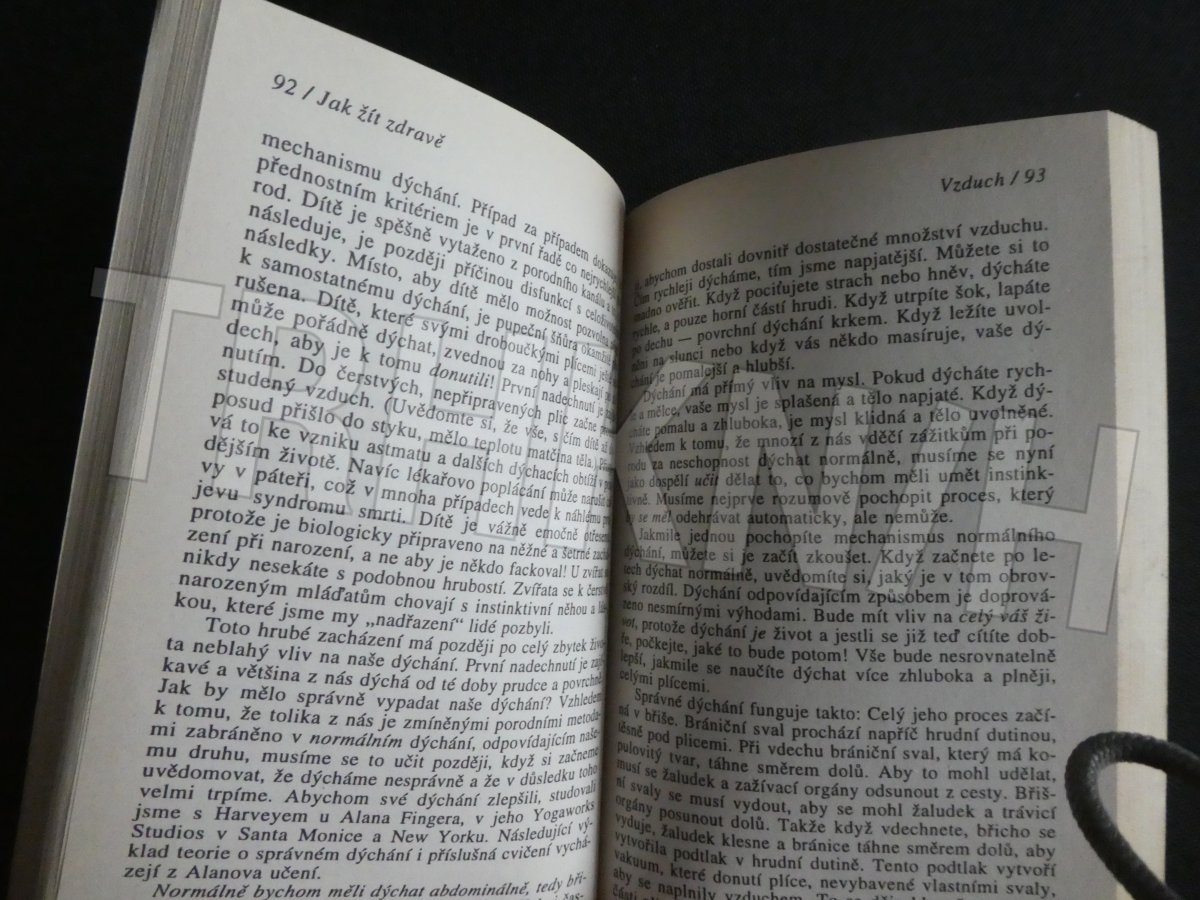 92 / Jak žít zdravě
mechanismu dýchání. Případ za případem
přednostním kritériem je v první řadě co
rod. Dítě je spěšně vytaženo z porodního kanálu a
následuje, je později příčinou disfunkcí s
následky. Místo, aby dítě mělo možnost pozvolna
k samostatnému dýchání, je pupeční šňůra okamžitě
rušena. Dítě, které svými droboučkými plícemi
může pořádně dýchat, zvednou za nohy a pleskají
dech, aby je k tomu donutili! První nadechnutí je
nutím. Do čerstvých, nepřipravených plic začne
studený vzduch. (Uvědomte si, že vše, s čím dítě až
posud přišlo do styku, mělo teplotu matčina těla.)
vá to ke vzniku astmatu a dalších dýchacích obtíží v
dějším životě. Navíc lékařovo poplácání může narušit
vy v páteři, což v mnoha případech vede k náhlému
jevu syndromu smrti. Dítě je vážně emočně
protože je biologicky připraveno na něžné a šetrné
zení při narození, a ne aby je někdo fackoval! U zvířat
nikdy nesekáte s podobnou hrubostí. Zvířata se k čerstvě
narozeným mláďatům chovají s instinktivní něhou a
kou, které jsme my „nadřazení" lidé pozbyli.
Toto hrubé zacházení má později po celý zbytek
ta neblahý vliv na naše dýchání. První nadechnutí je
kavé a většina z nás dýchá od té doby prudce a povrchně.
Jak by mělo správně vypadat naše dýchání? Vzhledem
k tomu, že tolika z nás je zmíněnými porodními metoda-
mi zabráněno v normálním dýchání, odpovídajícím naše-
mu druhu, musíme se to učit později, když si začneme
uvědomovat, že dýcháme nesprávně a že v důsledku toho
velmi trpíme. Abychom své dýchání zlepšili, studovali
jsme s Harveyem u Alana Fingera, v jeho Yogaworks
Studios v Santa Monice a New Yorku. Následující vý-
klad teorie o správném dýchání i příslušná cvičení vychá-
zejí z Alanova učení.
Normálně bychom měli dýchat abdominálně, tedy bři-
Vzduch / 93
abychom dostali dovnitř dostatečné množství vzduchu.
Čím rychleji dýcháme, tím jsme napjatější. Můžete si to
snadno ověřit. Když pociťujete strach nebo hněv, dýcháte
rychle, a pouze horní částí hrudi. Když utrpíte šok, lapáte
po dechu — povrchní dýchání krkem. Když ležíte uvol-
něni na slunci nebo když vás někdo masíruje, vaše dý-
chání je pomalejší a hlubší.
Dýchání má přímý vliv na mysl. Pokud dýcháte rych-
le a mělce, vaše mysl je splašená a tělo napjaté. Když dý-
cháte pomalu a zhluboka, je mysl klidná a tělo uvolněné.
Vzhledem k tomu, že mnozí z nás vděčí zážitkům při po-
rodu za neschopnost dýchat normálně, musíme se nyní
jako dospělí učit dělat to, co bychom měli umět instink-
tivně. Musíme nejprve rozumově pochopit proces, který
by se měl odehrávat automaticky, ale nemůže.
Jakmile jednou pochopíte mechanismus normálního
dýchání, můžete si je začít zkoušet. Když začnete po le-
tech dýchat normálně, uvědomíte si, jaký je v tom obrov-
ský rozdíl. Dýchání odpovídajícím způsobem je doprová-
zeno nesmírnými výhodami. Bude mít vliv na celý váš ži-
vot, protože dýchání je život a jestli se již teď cítíte dob-
ře, počkejte, jaké to bude potom! Vše bude nesrovnatelně
lepší, jakmile se naučíte dýchat více zhluboka a plněji,
celými plícemi.
Správné dýchání funguje takto: Celý jeho proces začí-
ná v břiše. Brániční sval prochází napříč hrudní dutinou,
těsně pod plicemi. Při vdechu brániční sval, který má ko-
pulovitý tvar, táhne směrem dolů. Aby to mohl udělat,
musí se žaludek a zažívací orgány odsunout z cesty. Břiš-
ní svaly se musí vydout, aby se mohl žaludek a trávicí
orgány posunout dolů. Takže když vdechnete, břicho se
vyduje, žaludek klesne a bránice táhne směrem dolů, aby
vytvořila podtlak v hrudní dutině. Tento podtlak vytvoří
vakuum, které donutí plíce, nevybavené vlastními svaly,
aby se naplnily vzduchem.
TRHKNIH